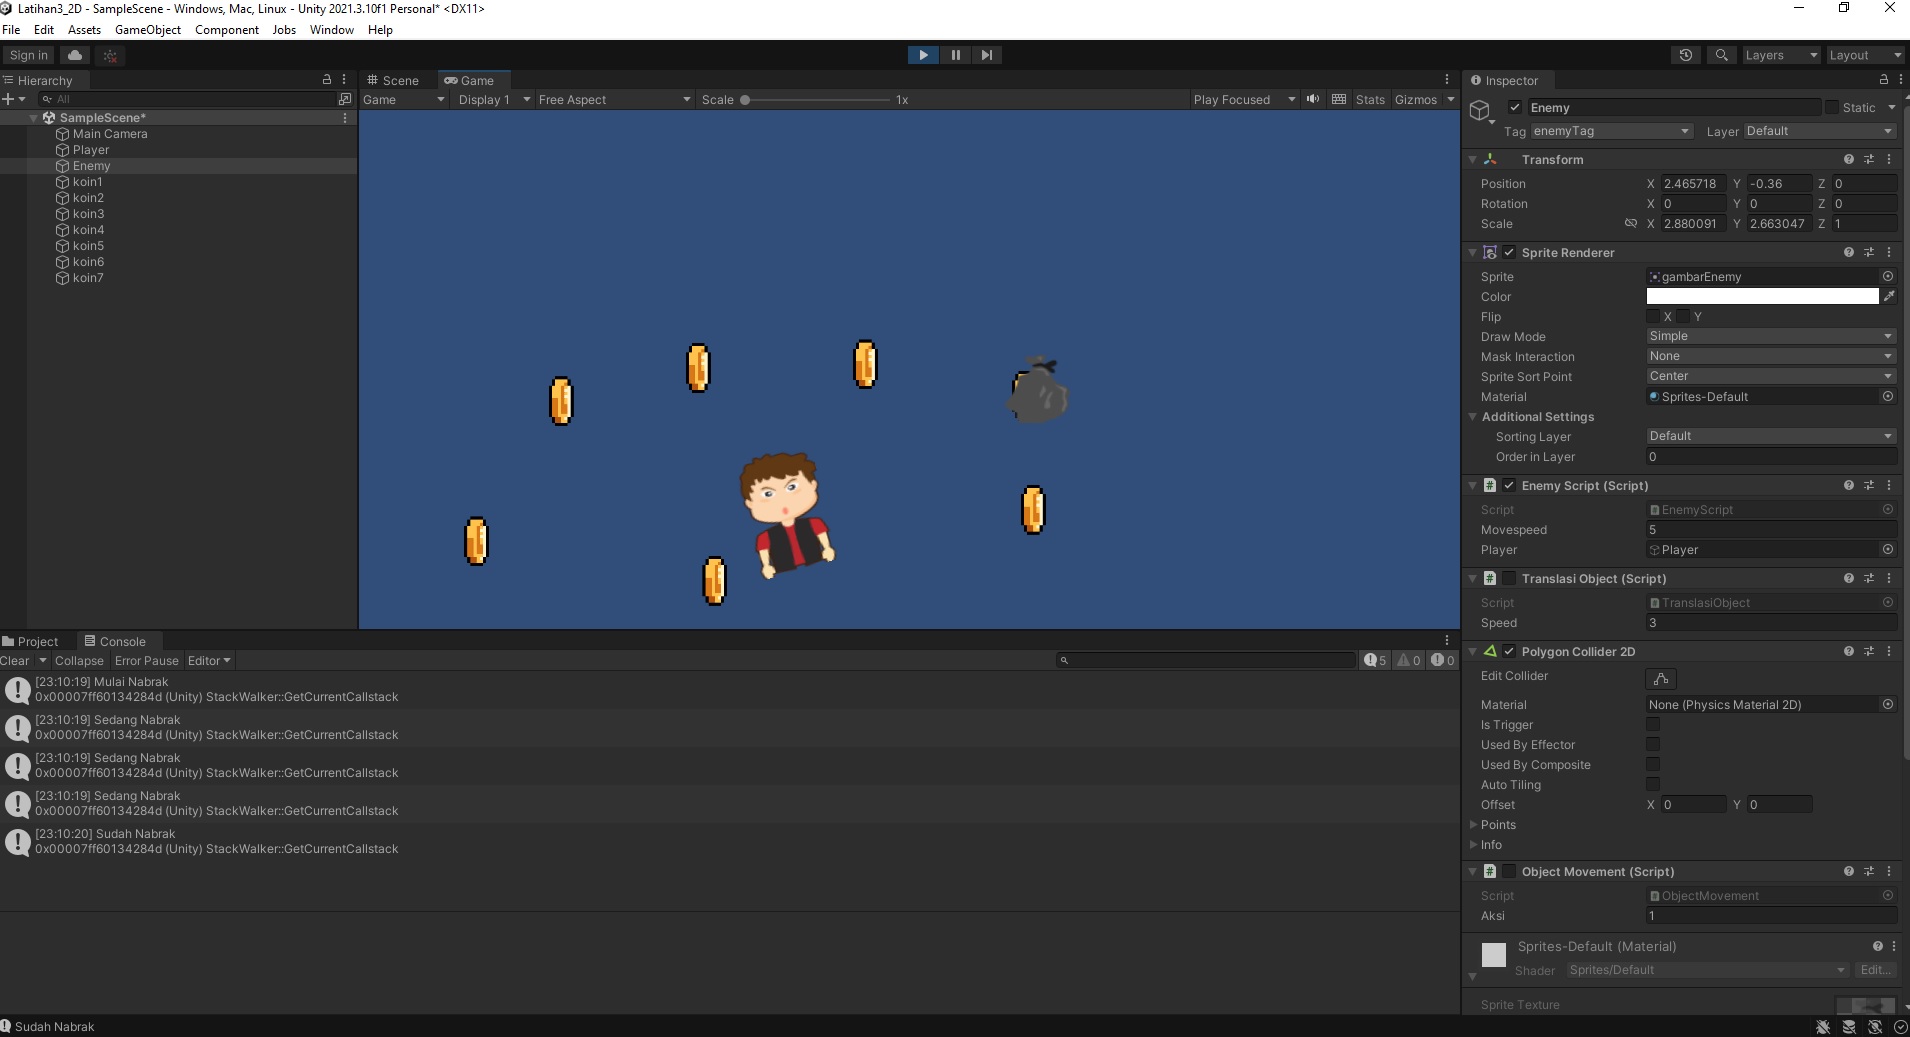 Latihan3_2D - SampleScene - Windows, Mac, Linux - Unity 2021.3.10f1 Personal* <DX11>
File Edit Assets GameObject Component Jobs Window Help
Sign in
Layers Layout
Hierarchy
All
SampleScene*
Main Camera
Player
Enemy
koin1
koin2
koin3
koin4
koin5
koin6
koin7
Scene Game
Game Display 1 Free Aspect Scale 1x Play Focused Stats Gizmos
Project Console
Clear Collapse Error Pause Editor 5 0 0
[23:10:19] Mulai Nabrak
0x00007ff60134284d (Unity) StackWalker::GetCurrentCallstack
[23:10:19] Sedang Nabrak
0x00007ff60134284d (Unity) StackWalker::GetCurrentCallstack
[23:10:19] Sedang Nabrak
0x00007ff60134284d (Unity) StackWalker::GetCurrentCallstack
[23:10:19] Sedang Nabrak
0x00007ff60134284d (Unity) StackWalker::GetCurrentCallstack
[23:10:20] Sudah Nabrak
0x00007ff60134284d (Unity) StackWalker::GetCurrentCallstack
Sudah Nabrak
Inspector
Enemy Static
Tag enemyTag Layer Default
Transform
Position X 2.465718 Y -0.36 Z 0
Rotation X 0 Y 0 Z 0
Scale X 2.880091 Y 2.663047 Z 1
Sprite Renderer
Sprite gambarEnemy
Color
Flip X Y
Draw Mode Simple
Mask Interaction None
Sprite Sort Point Center
Material Sprites-Default
Additional Settings
Sorting Layer Default
Order in Layer 0
Enemy Script (Script)
Script EnemyScript
Movespeed 5
Player Player
Translasi Object (Script)
Script TranslasiObject
Speed 3
Polygon Collider 2D
Edit Collider
Material None (Physics Material 2D)
Is Trigger
Used By Effector
Used By Composite
Auto Tiling
Offset X 0 Y 0
Points
Info
Object Movement (Script)
Script ObjectMovement
Aksi 1
Sprites-Default (Material)
Shader Sprites/Default Edit...
Sprite Texture